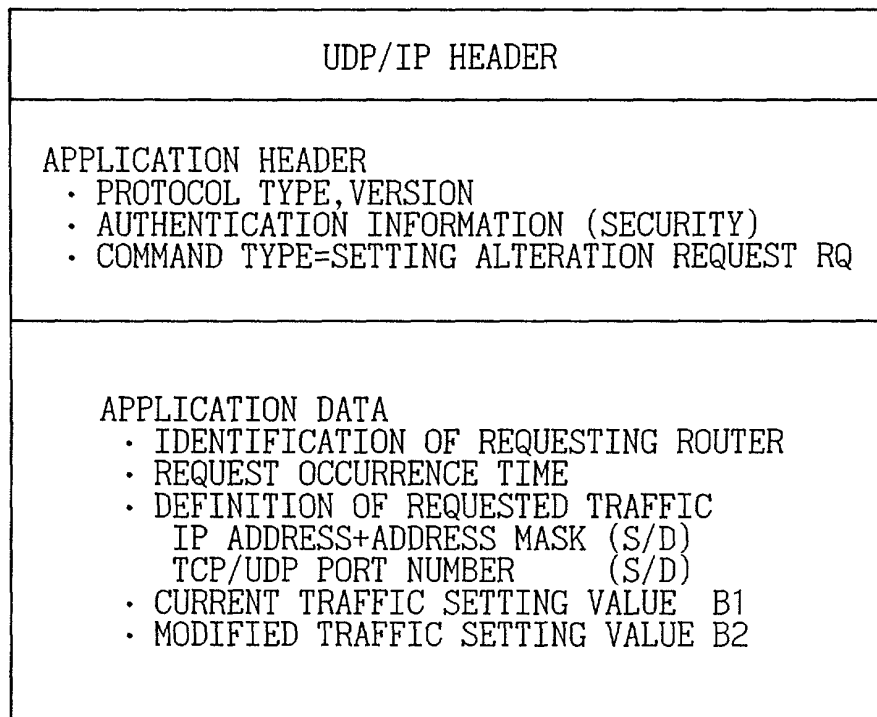 UDP/IP HEADER
APPLICATION HEADER
· PROTOCOL TYPE,VERSION
· AUTHENTICATION INFORMATION (SECURITY)
· COMMAND TYPE=SETTING ALTERATION REQUEST RQ
APPLICATION DATA
· IDENTIFICATION OF REQUESTING ROUTER
· REQUEST OCCURRENCE TIME
· DEFINITION OF REQUESTED TRAFFIC
IP ADDRESS+ADDRESS MASK (S/D)
TCP/UDP PORT NUMBER (S/D)
· CURRENT TRAFFIC SETTING VALUE B1
· MODIFIED TRAFFIC SETTING VALUE B2